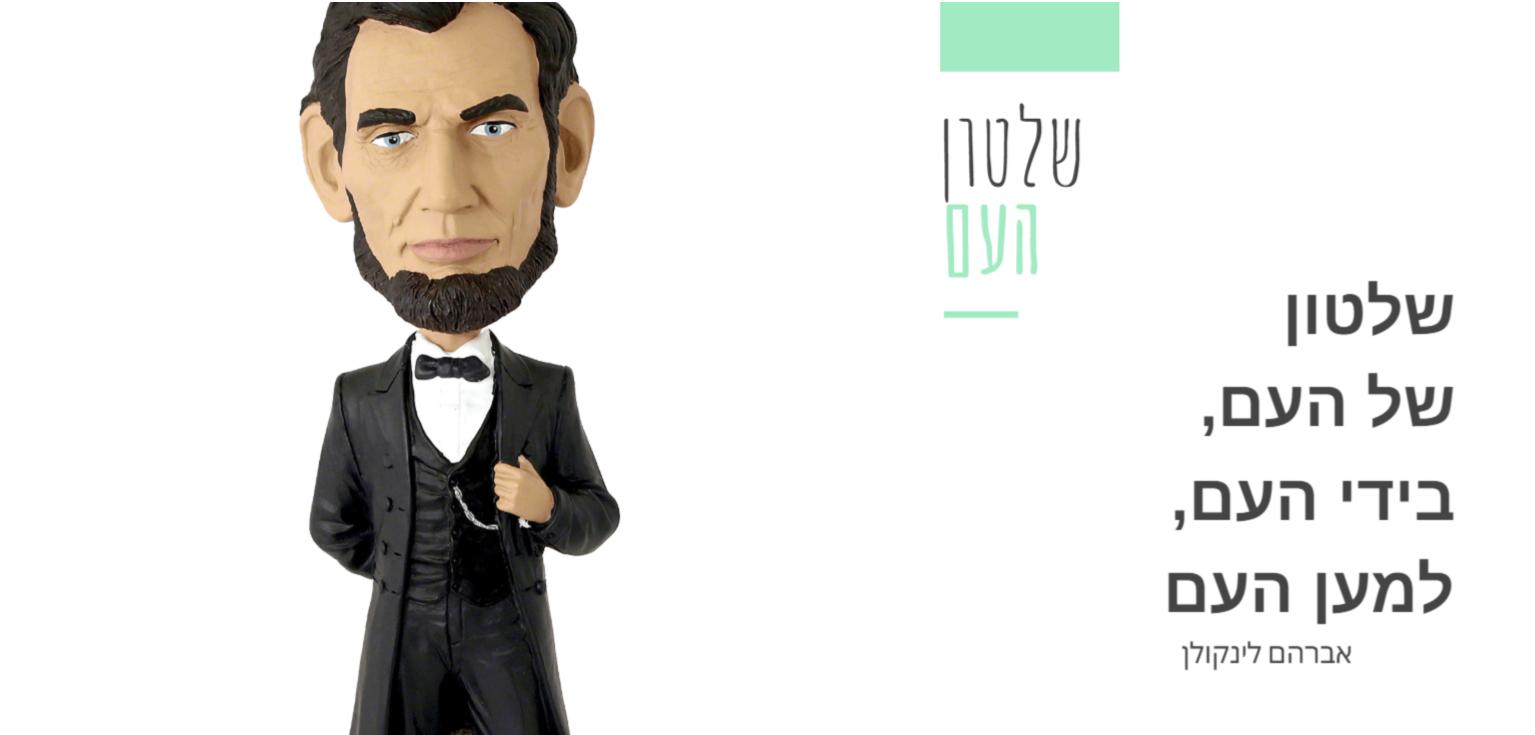 שלטון
העם
שלטון
של העם,
בידי העם,
למען העם
אברהם לינקולן